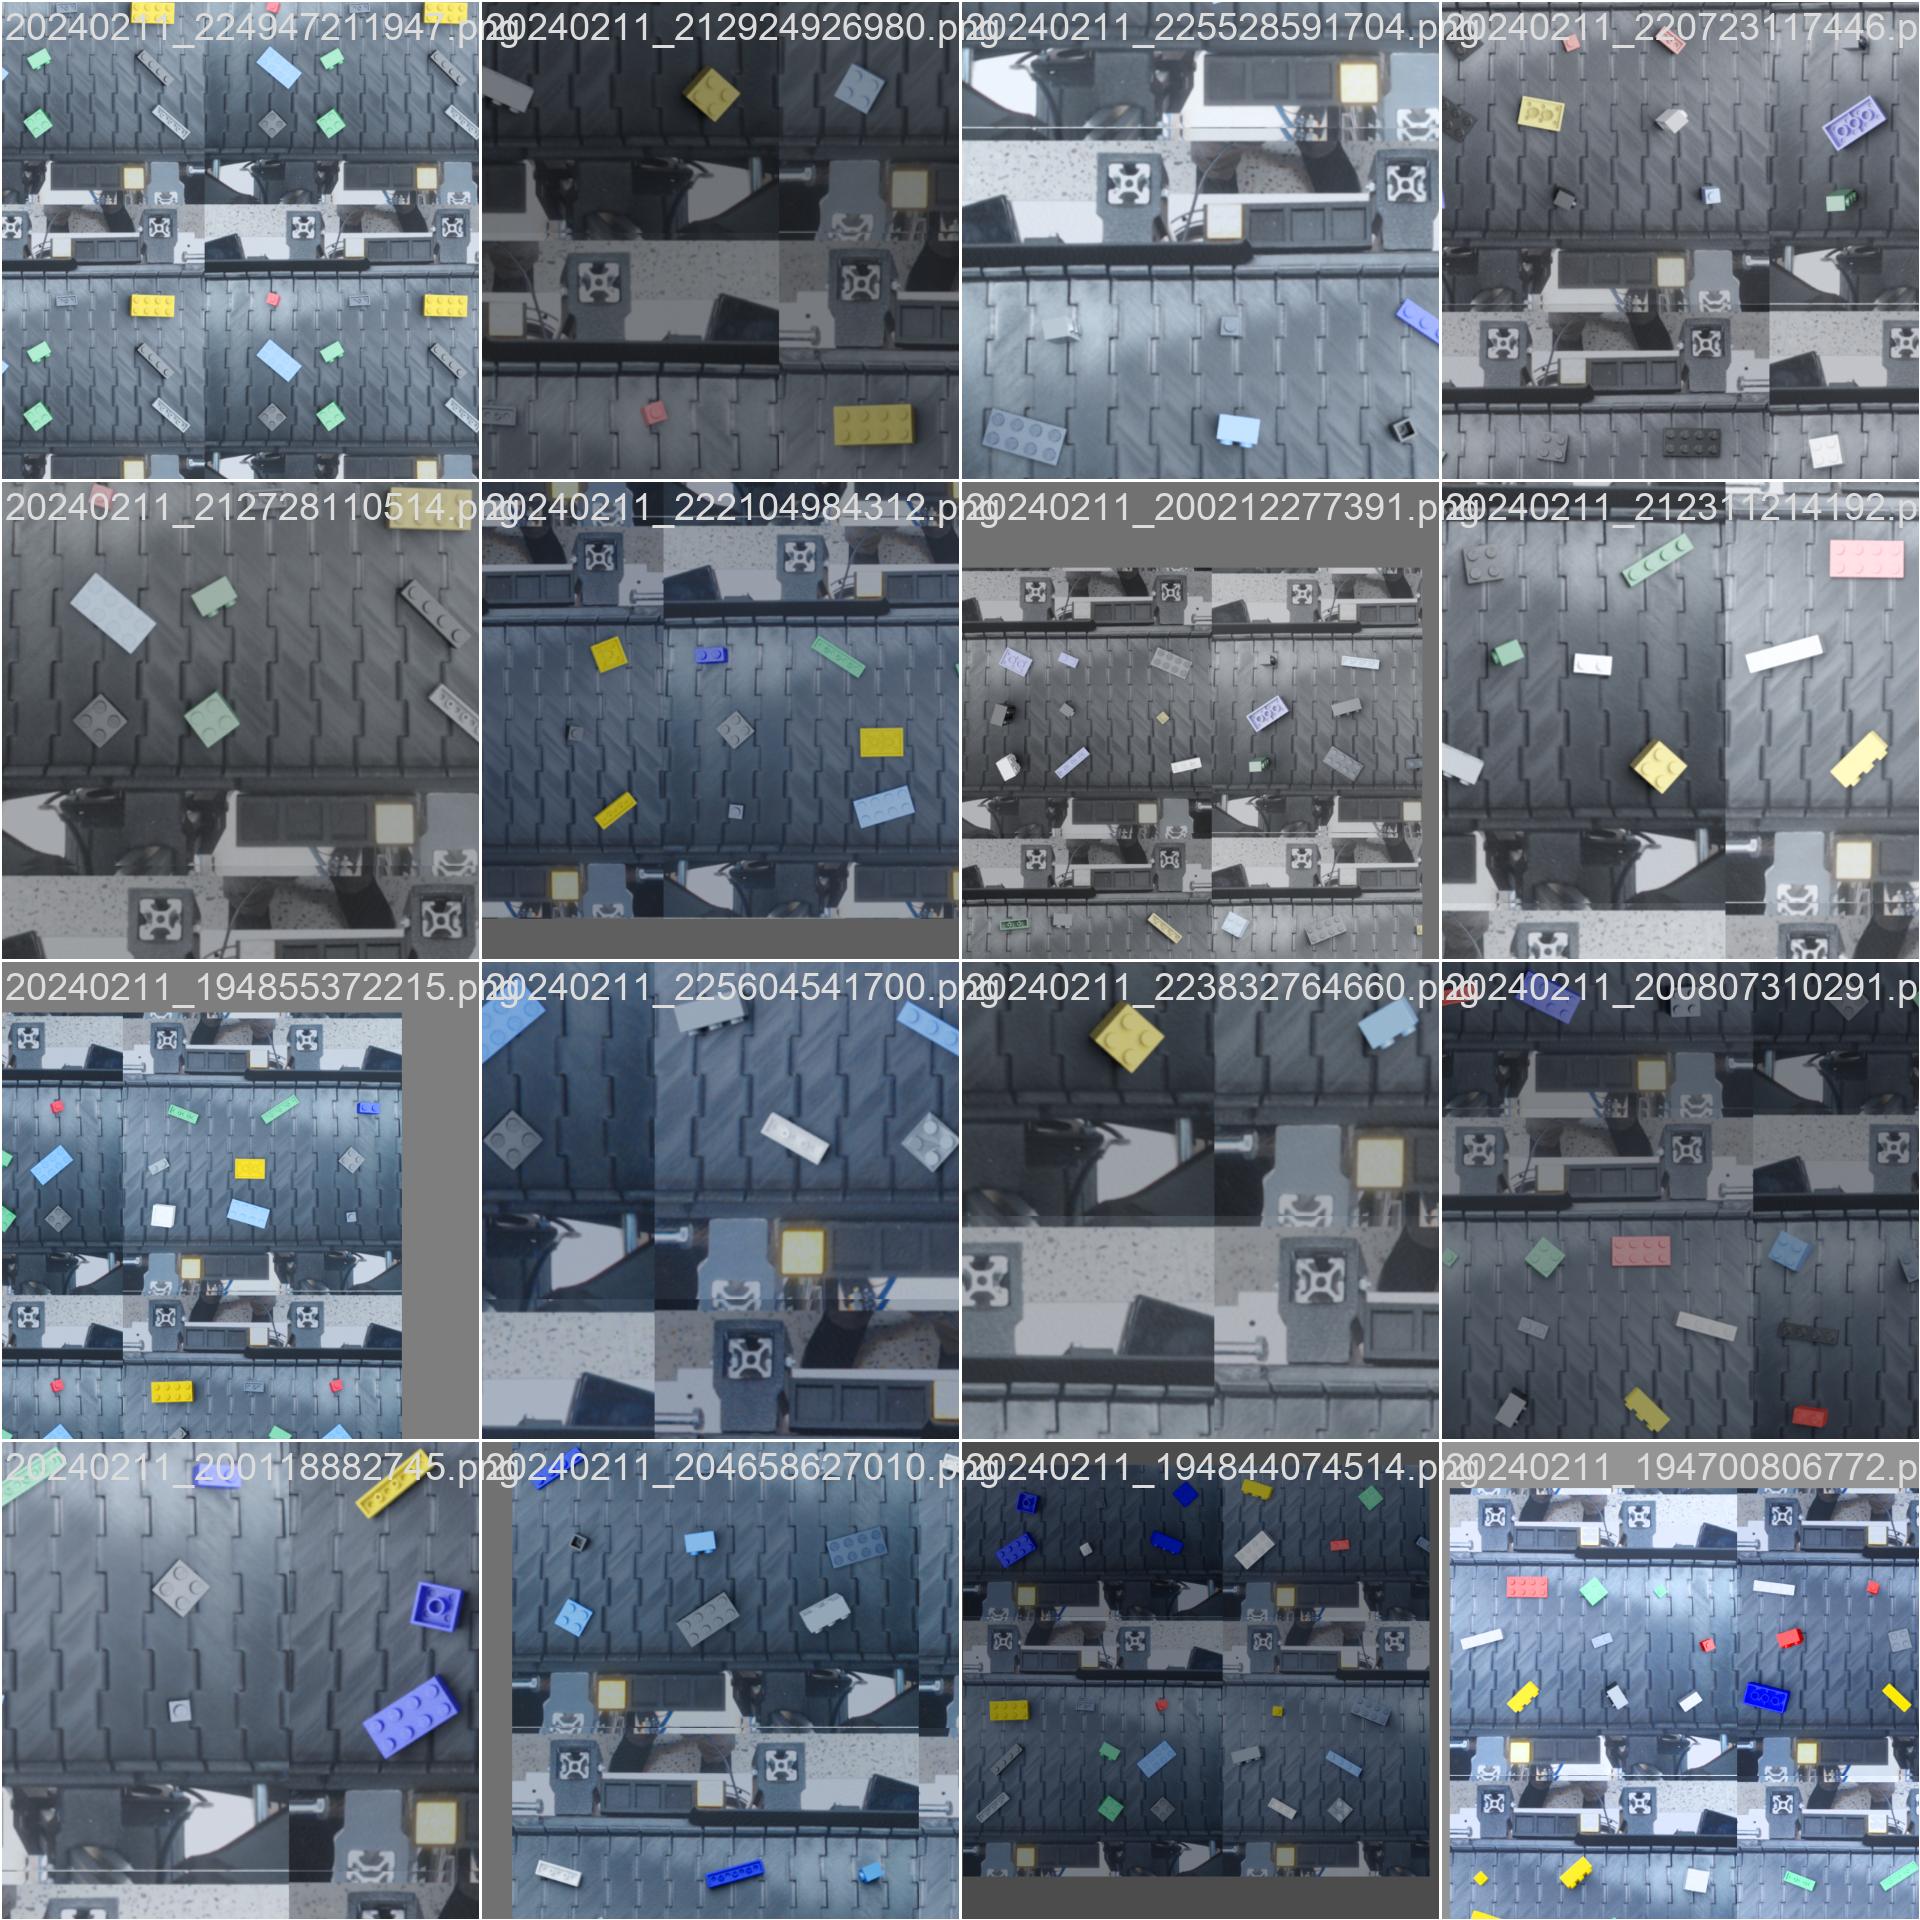 20240211_224947211947.png
20240211_212924926980.png
20240211_225528591704.png
20240211_220723117446.p
20240211_212728110514.png
20240211_222104984312.png
20240211_200212277391.png
20240211_212311214192.p
20240211_194855372215.png
20240211_225604541700.png
20240211_223832764660.png
20240211_200807310291.p
20240211_200118882745.png
20240211_204658627010.png
20240211_194844074514.png
20240211_194700806772.p